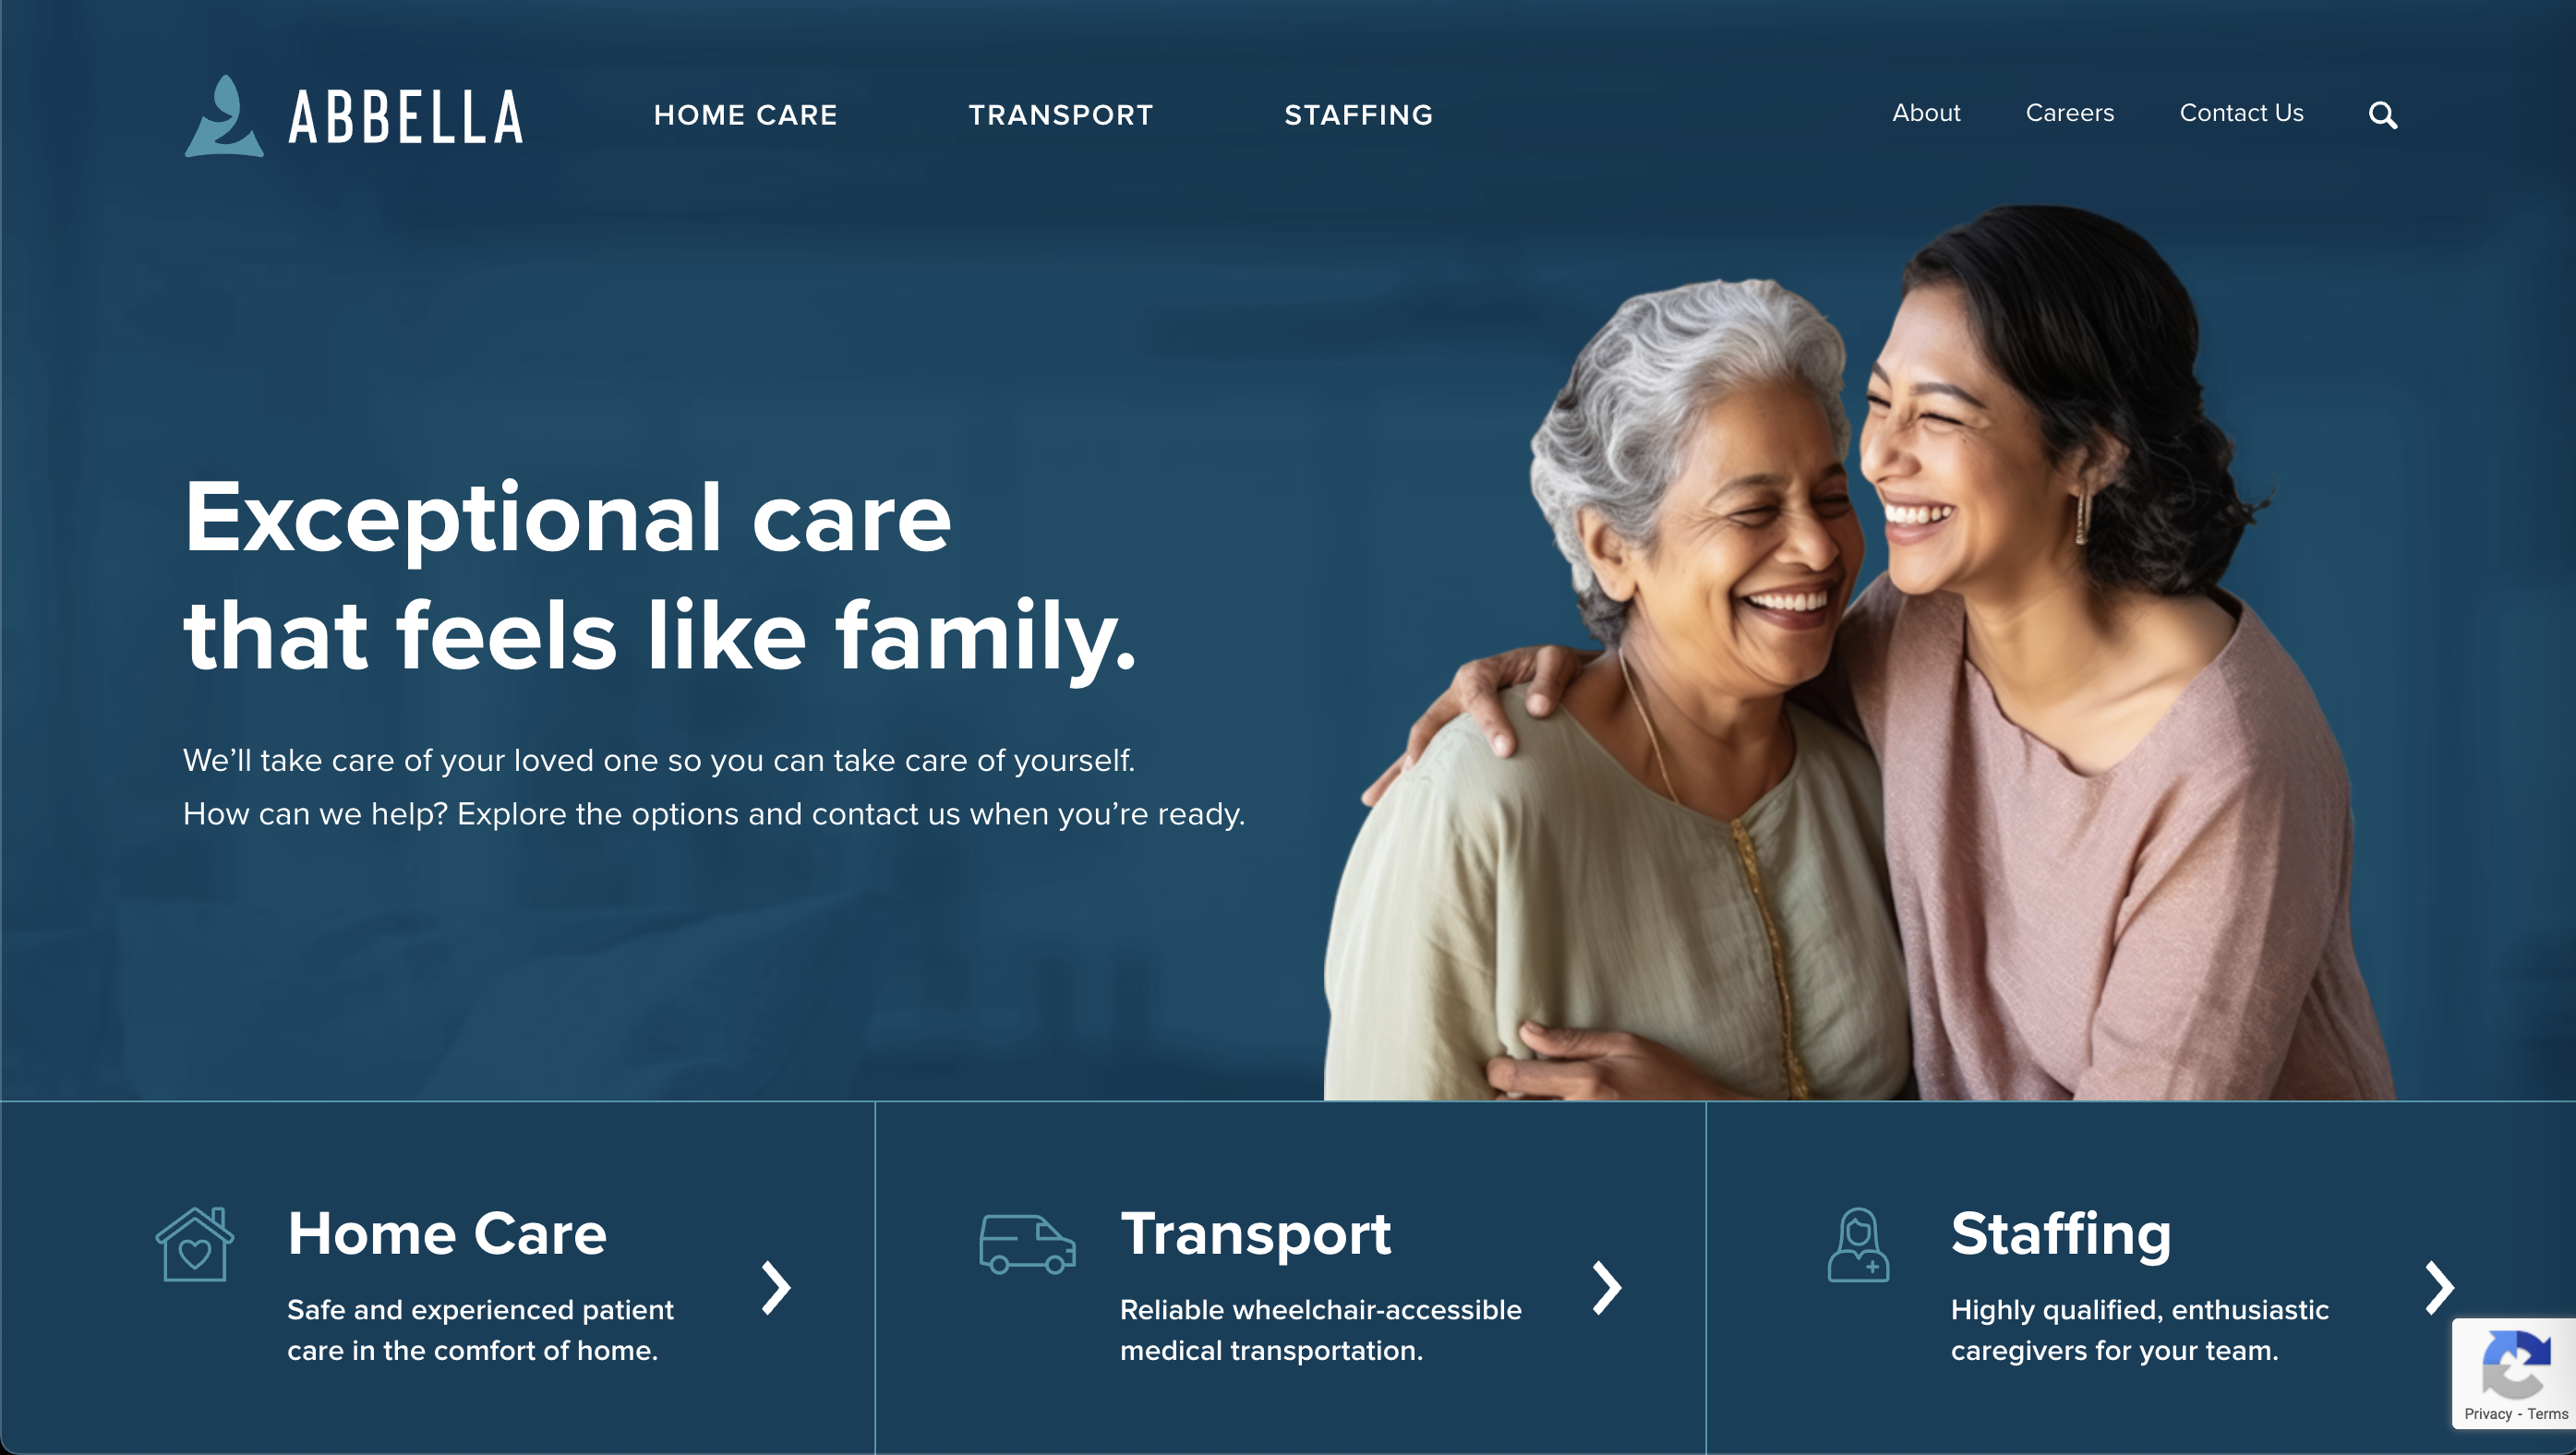 ABBELLA
HOME CARE
TRANSPORT
STAFFING
About
Careers
Contact Us
Exceptional care
that feels like family.
We’ll take care of your loved one so you can take care of yourself.
How can we help? Explore the options and contact us when you’re ready.
Home Care
Safe and experienced patient
care in the comfort of home.
Transport
Reliable wheelchair-accessible
medical transportation.
Staffing
Highly qualified, enthusiastic
caregivers for your team.
Privacy - Terms